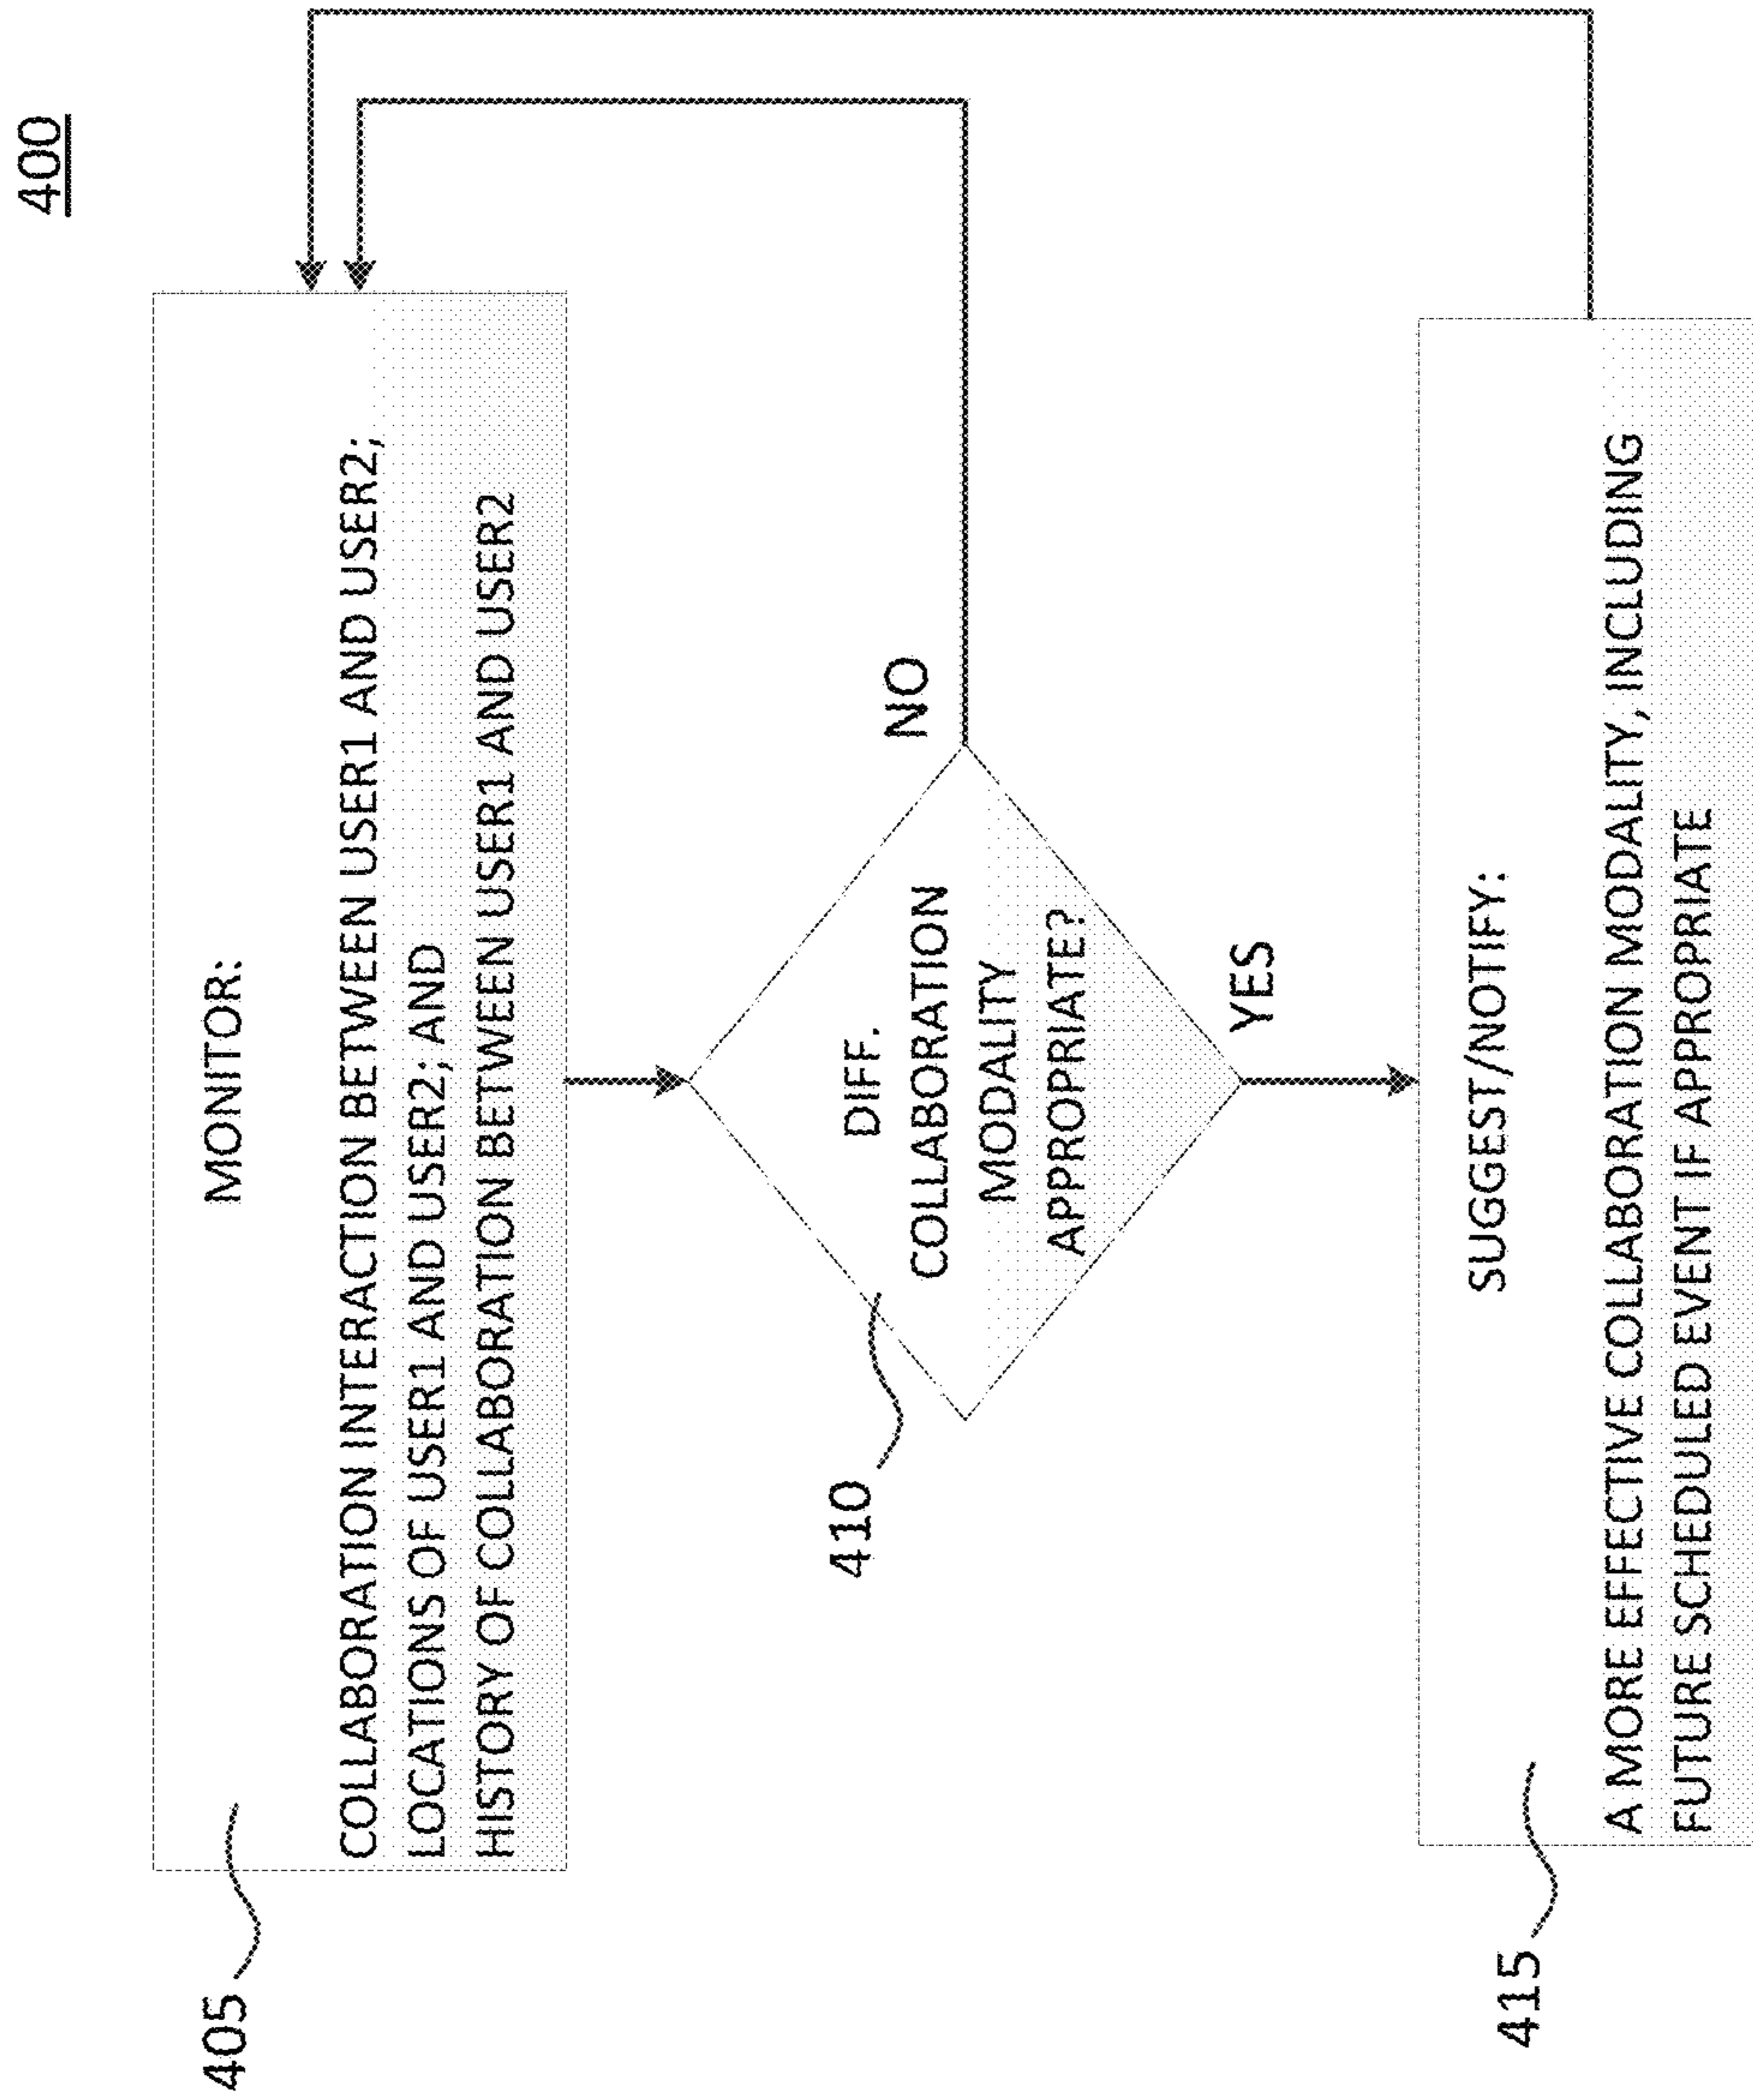 400
405
MONITOR:
COLLABORATION INTERACTION BETWEEN USER1 AND USER2;
LOCATIONS OF USER1 AND USER2; AND
HISTORY OF COLLABORATION BETWEEN USER1 AND USER2
410
DIFF.
COLLABORATION
MODALITY
APPROPRIATE?
NO
YES
415
SUGGEST/NOTIFY:
A MORE EFFECTIVE COLLABORATION MODALITY, INCLUDING
FUTURE SCHEDULED EVENT IF APPROPRIATE